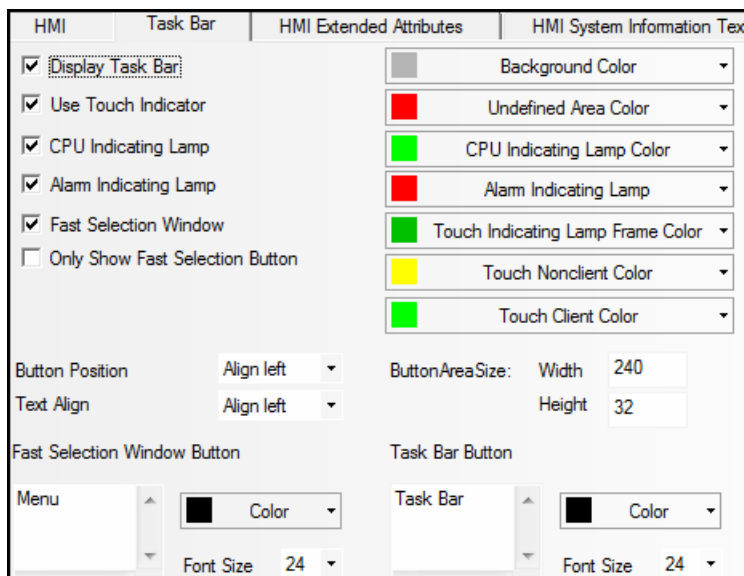 HMI Task Bar HMI Extended Attributes HMI System Information Tex
Display Task Bar Background Color
Use Touch Indicator Undefined Area Color
CPU Indicating Lamp CPU Indicating Lamp Color
Alarm Indicating Lamp Alarm Indicating Lamp
Fast Selection Window Touch Indicating Lamp Frame Color
Only Show Fast Selection Button Touch Nonclient Color
Touch Client Color
Button Position Align left ButtonAreaSize: Width 240
Text Align Align left Height 32
Fast Selection Window Button Task Bar Button
Menu Color Task Bar Color
Font Size 24 Font Size 24